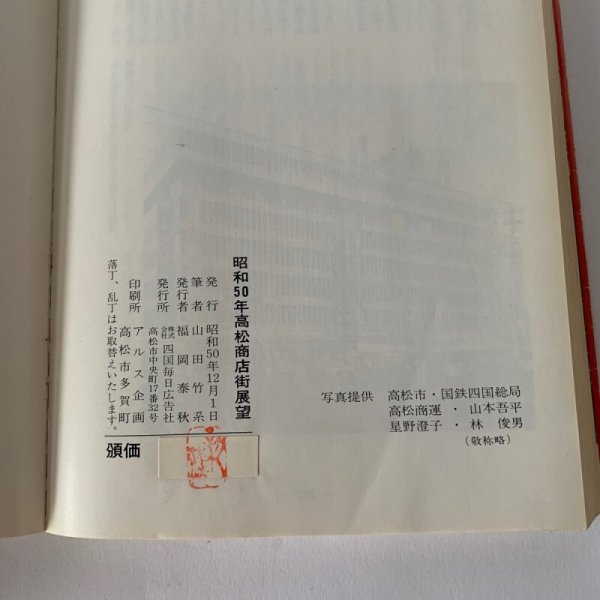 昭和50年高松商店街展望
発行 昭和50年12月1日
筆者 山田竹系
発行者 福岡泰秋
発行所 株式会社 四国毎日広告社
高松市中央町17番32号
印刷所 アルス企画
高松市多賀町
落丁、乱丁はお取替えいたします。
頒価
写真提供 高松市・国鉄四国総局
高松商運・山本吾平
星野澄子・林 俊男
(敬称略)